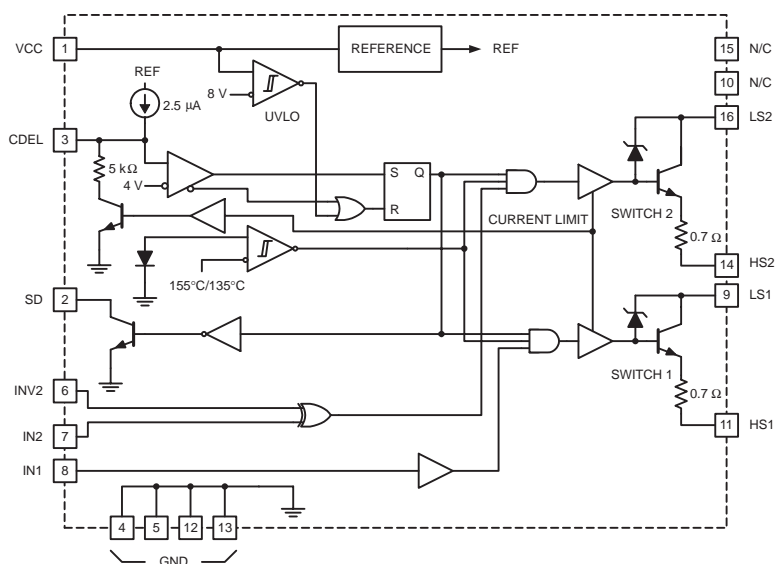 VCC 1 REFERENCE REF 15 N/C
REF
10 N/C
2.5 μA
8 V
UVLO
16 LS2
CDEL 3
5 kΩ
4 V
S Q
R
CURRENT LIMIT
SWITCH 2
0.7 Ω
14 HS2
155°C/135°C
SD 2
9 LS1
SWITCH 1
0.7 Ω
INV2 6
IN2 7
11 HS1
IN1 8
4 5 12 13
GND